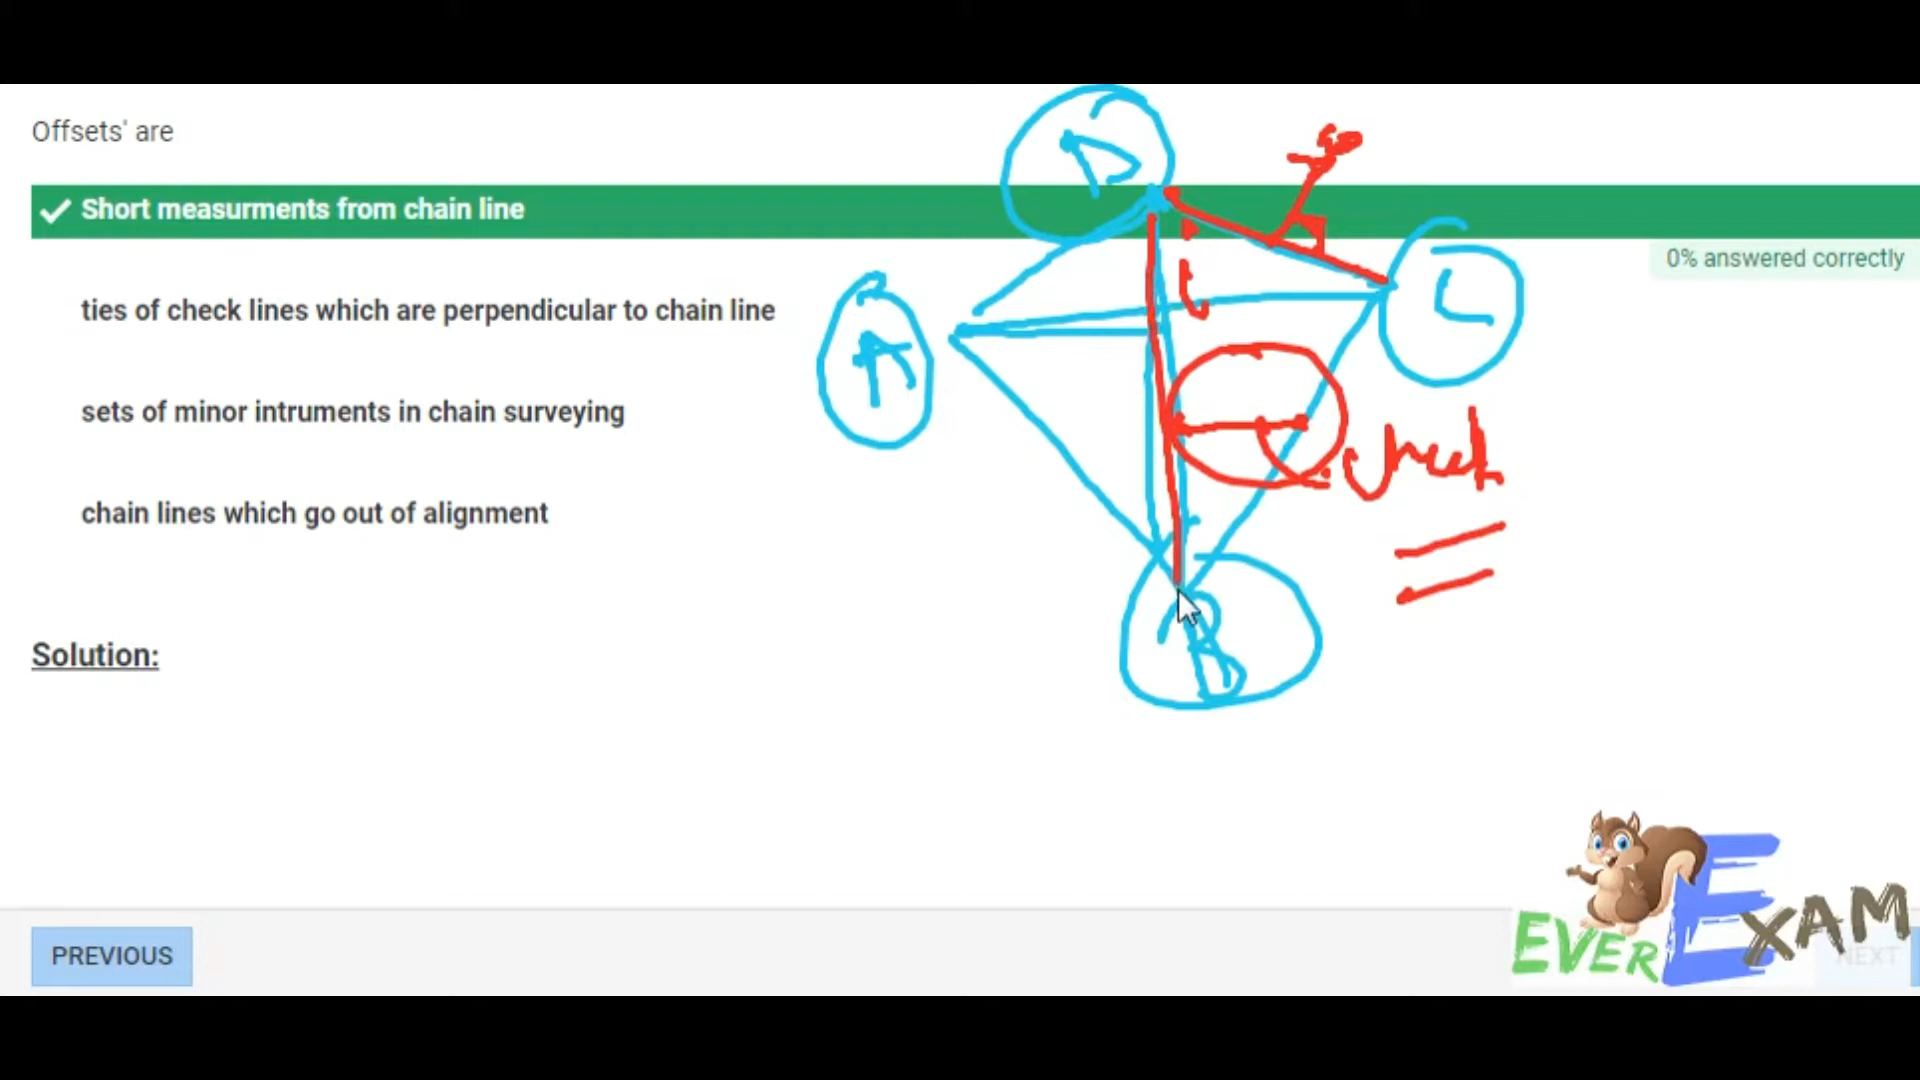 Offsets' are
Short measurments from chain line
0% answered correctly
ties of check lines which are perpendicular to chain line
sets of minor intruments in chain surveying
chain lines which go out of alignment
Solution:
D
A
C
B
check
PREVIOUS
EVER EXAM
NEXT